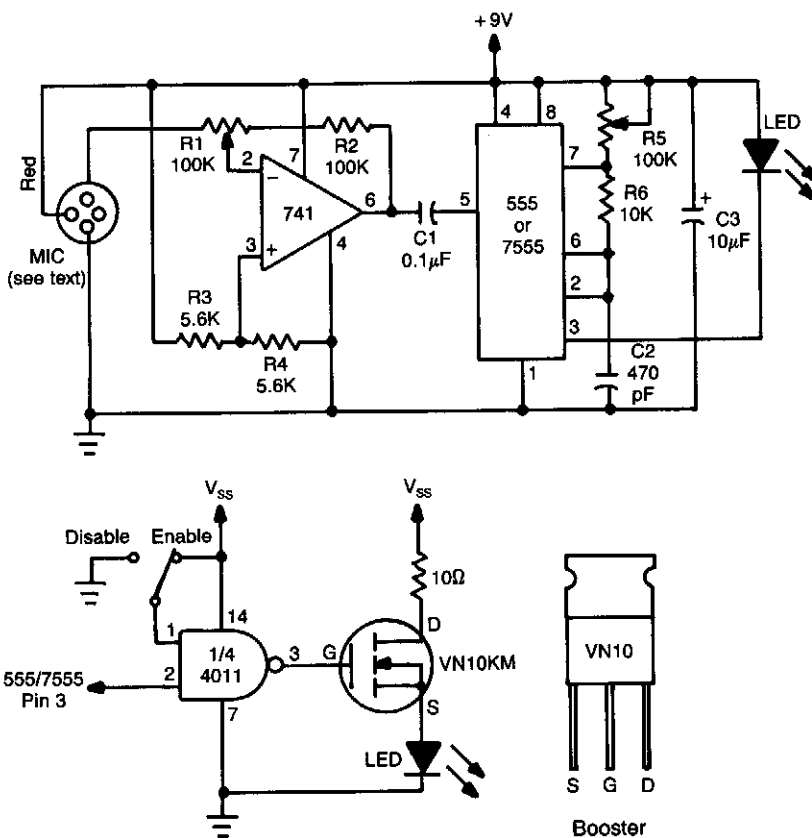 +9V
Red
MIC
(see text)
R1
100K
R2
100K
2
−
7
741
6
3
+
4
R3
5.6K
R4
5.6K
C1
0.1μF
5
4
8
555
or
7555
7
6
2
3
1
R5
100K
R6
10K
C2
470
pF
+
C3
10μF
LED
Disable
Enable
Vss
14
1
2
1/4
4011
3
7
555/7555
Pin 3
Vss
10Ω
D
G
VN10KM
S
LED
VN10
S G D
Booster